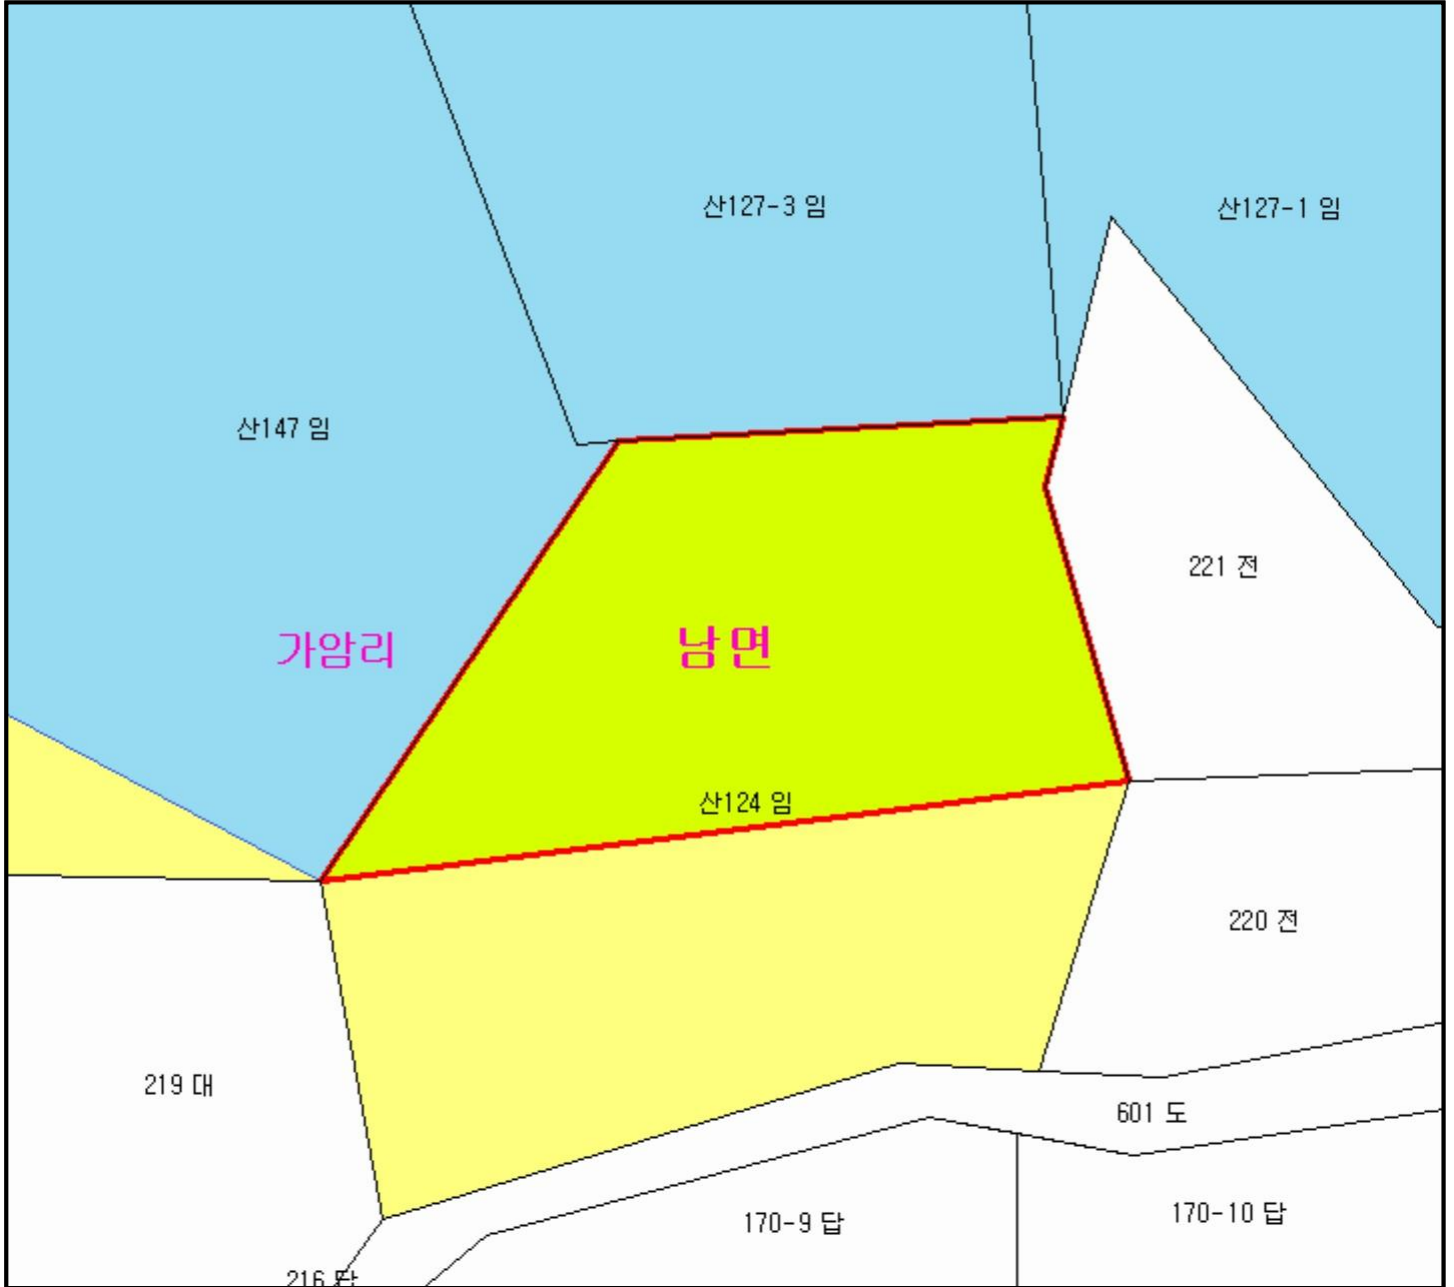 산127-3 임
산127-1 임
산147 임
221 전
가암리
남면
산124 임
220 전
219 대
601 도
170-9 답
170-10 답
216 답